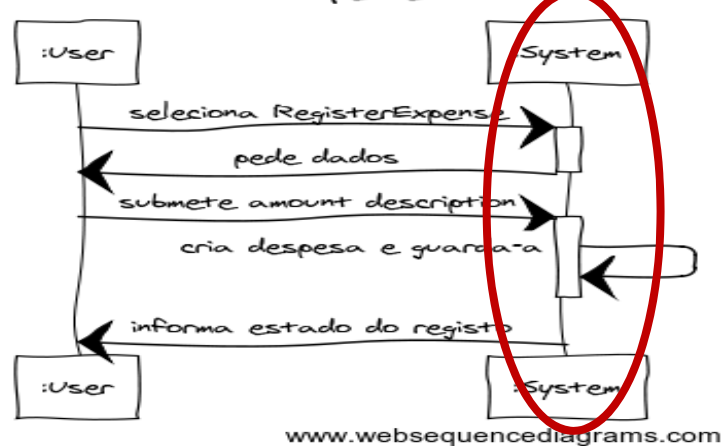 :User
:System
seleciona RegisterExpense
pede dados
submete amount description
cria despesa e guarda-a
informa estado do registo
:User
:System
www.websequencediagrams.com